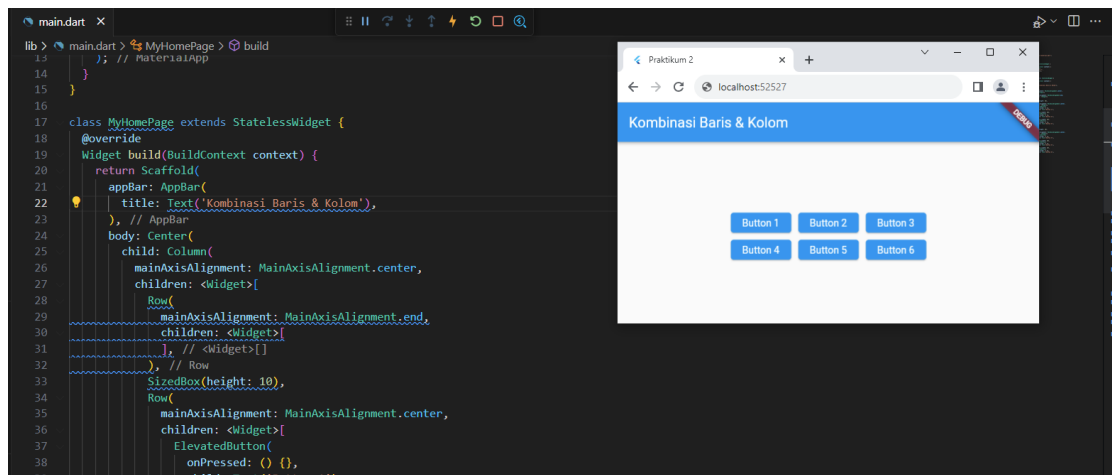 main.dart
lib > main.dart > MyHomePage > build
13 ); // MaterialApp
14 }
15 }
16
17 class MyHomePage extends StatelessWidget {
18 @override
19 Widget build(BuildContext context) {
20 return Scaffold(
21 appBar: AppBar(
22 title: Text('Kombinasi Baris & Kolom'),
23 ), // AppBar
24 body: Center(
25 child: Column(
26 mainAxisAlignment: MainAxisAlignment.center,
27 children: <Widget>[
28 Row(
29 mainAxisAlignment: MainAxisAlignment.end,
30 children: <Widget>[
31 ], // <Widget>[]
32 ), // Row
33 SizedBox(height: 10),
34 Row(
35 mainAxisAlignment: MainAxisAlignment.center,
36 children: <Widget>[
37 ElevatedButton(
38 onPressed: () {},
Praktikum 2
localhost:52527
Kombinasi Baris & Kolom
DEBUG
Button 1 Button 2 Button 3
Button 4 Button 5 Button 6